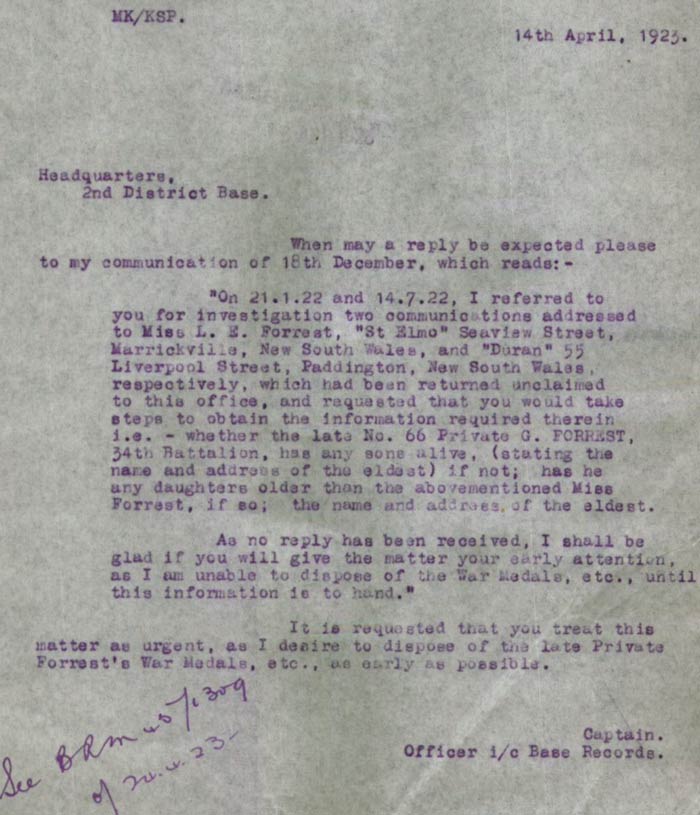 MK/KSP.
14th April, 1923.
Headquarters,
2nd District Base.
When may a reply be expected please
to my communication of 18th December, which reads:-
"On 21.1.22 and 14.7.22, I referred to
you for investigation two communications addressed
to Miss L. E. Forrest, "St Elmo" Seaview Street,
Marrickville, New South Wales, and "Duran" 55
Liverpool Street, Paddington, New South Wales,
respectively, which had been returned unclaimed
to this office, and requested that you would take
steps to obtain the information required therein
i.e. - whether the late No. 66 Private G. FORREST,
34th Battalion, has any sons alive, (stating the
name and address of the eldest) if not; has he
any daughters older than the abovementioned Miss
Forrest, if so; the name and address, of the eldest.
As no reply has been received, I shall be
glad if you will give the matter your early attention,
as I am unable to dispose of the War Medals, etc., until
this information is to hand."
It is requested that you treat this
matter as urgent, as I desire to dispose of the late Private
Forrest's War Medals, etc., as early as possible.
Captain.
Officer i/c Base Records.
See BRM 45/1309
of 20.4.23-